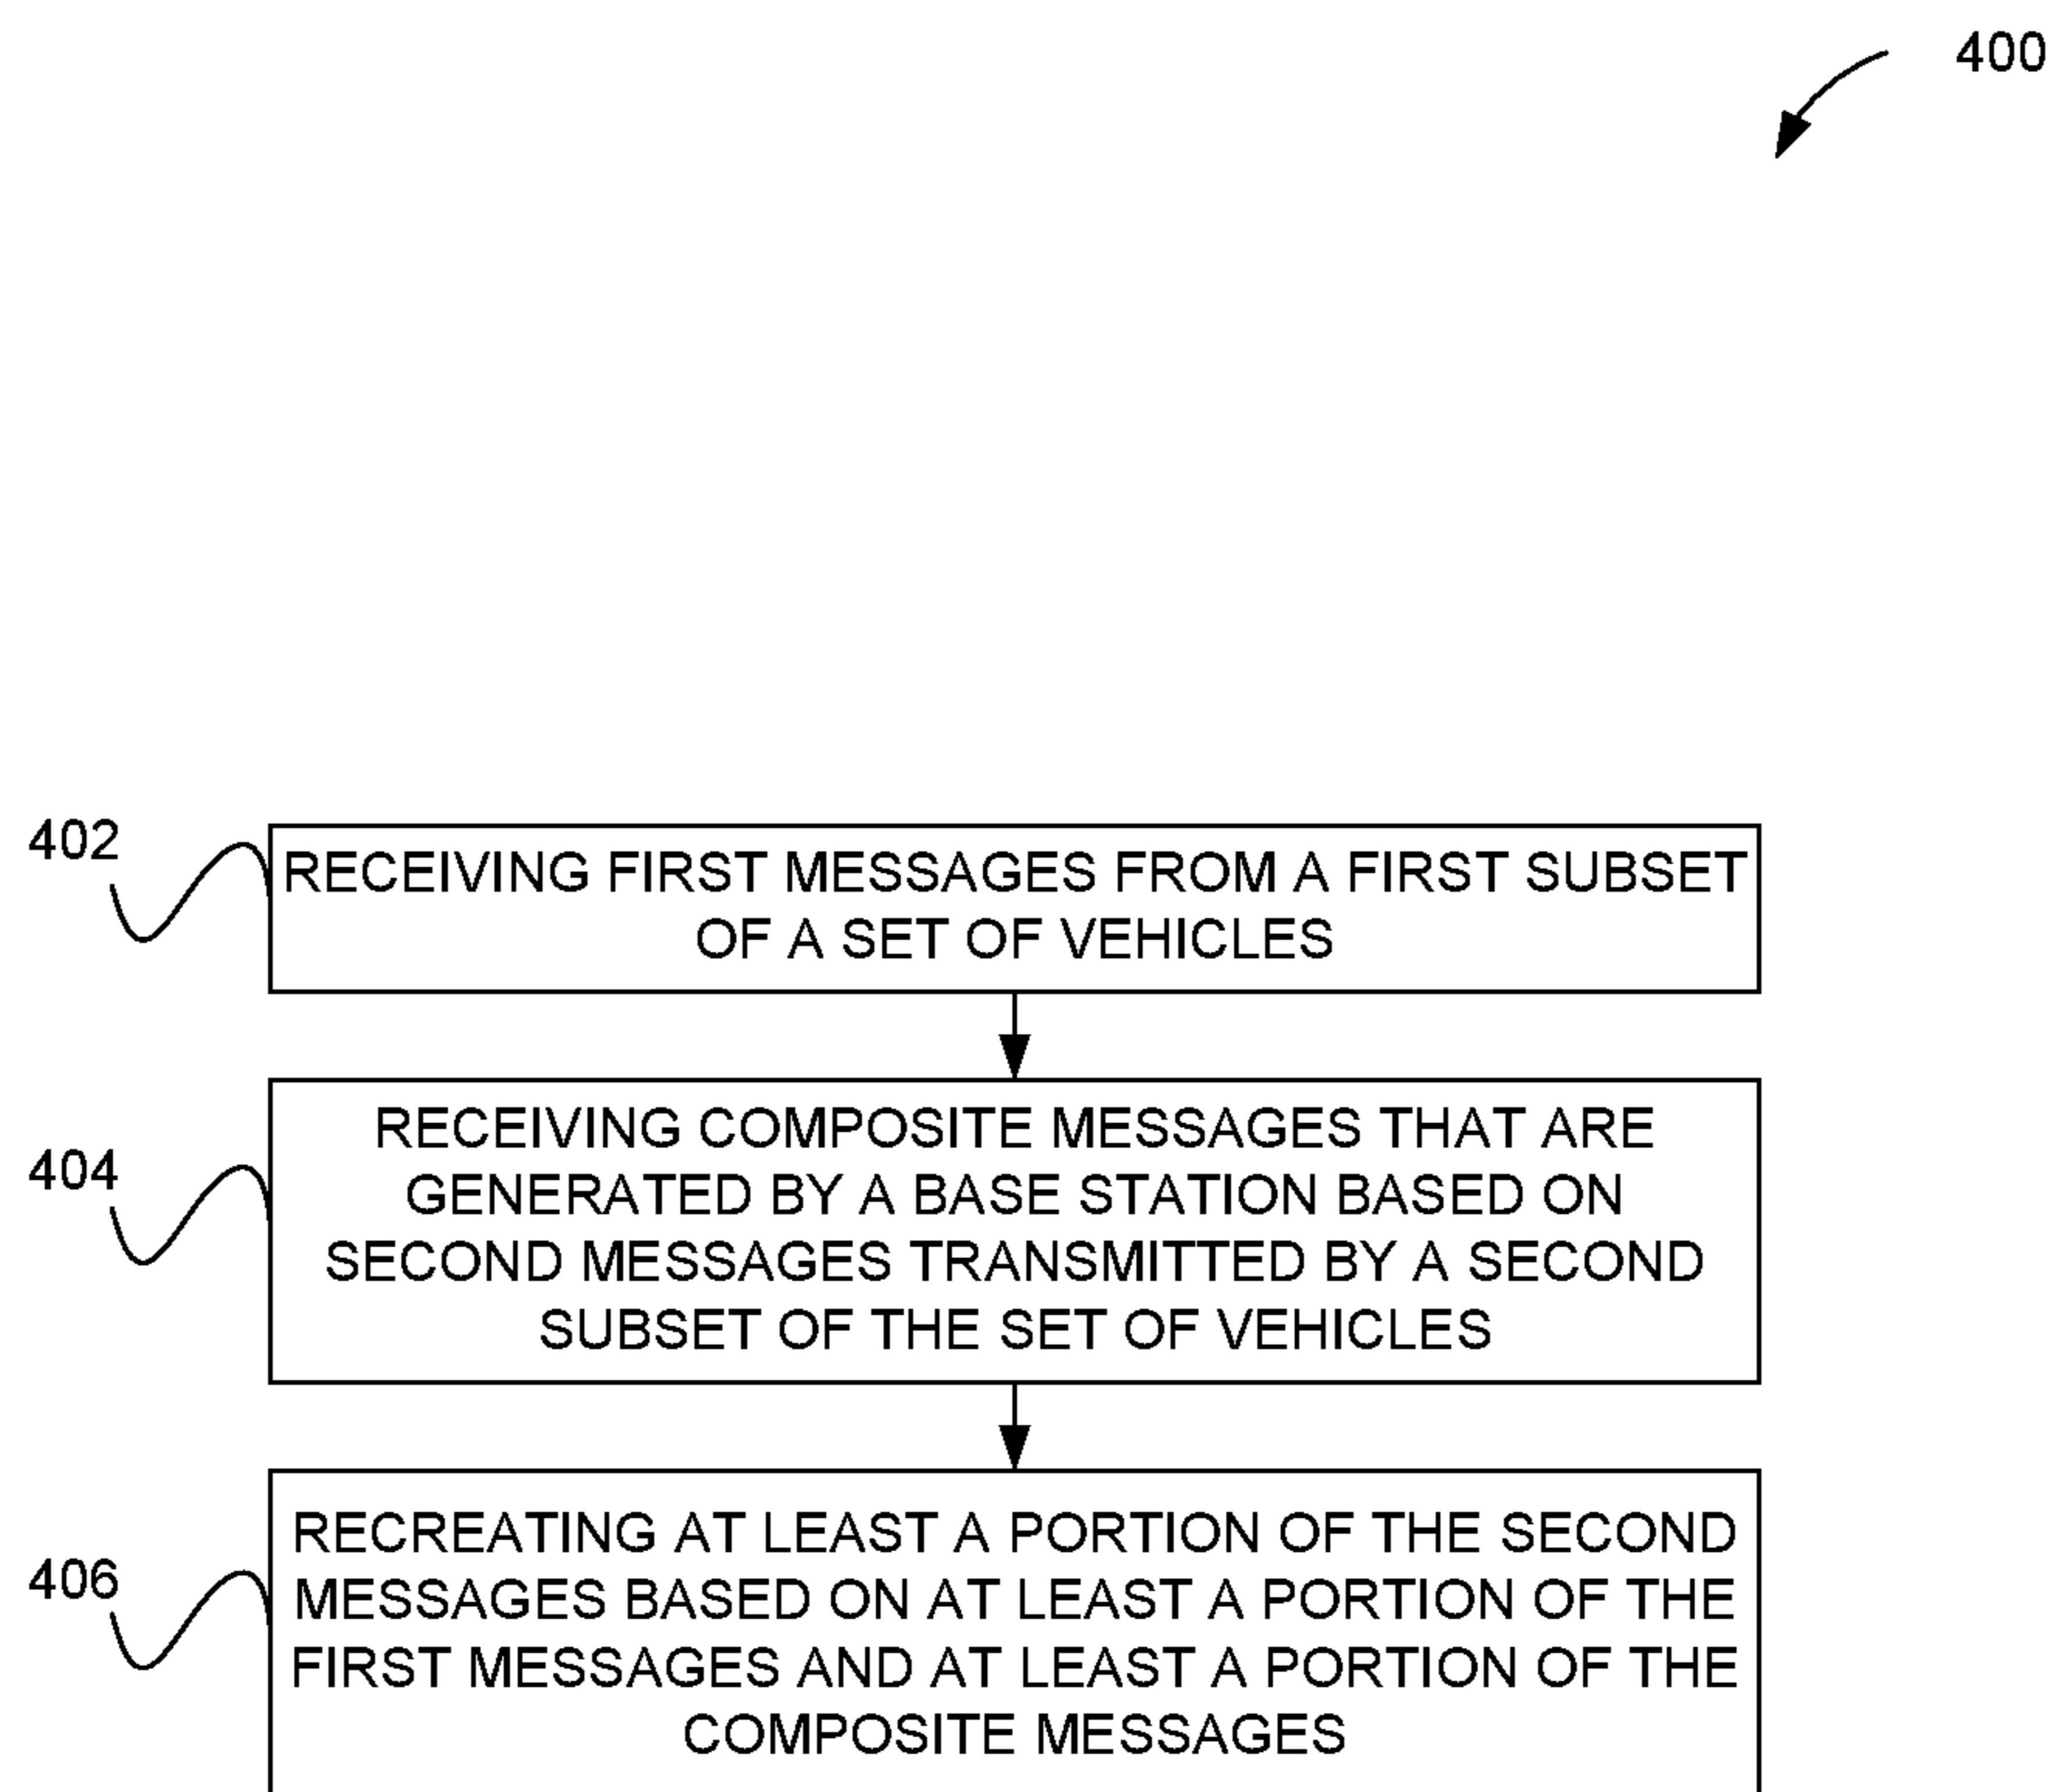 400
402
RECEIVING FIRST MESSAGES FROM A FIRST SUBSET
OF A SET OF VEHICLES
404
RECEIVING COMPOSITE MESSAGES THAT ARE
GENERATED BY A BASE STATION BASED ON
SECOND MESSAGES TRANSMITTED BY A SECOND
SUBSET OF THE SET OF VEHICLES
406
RECREATING AT LEAST A PORTION OF THE SECOND
MESSAGES BASED ON AT LEAST A PORTION OF THE
FIRST MESSAGES AND AT LEAST A PORTION OF THE
COMPOSITE MESSAGES